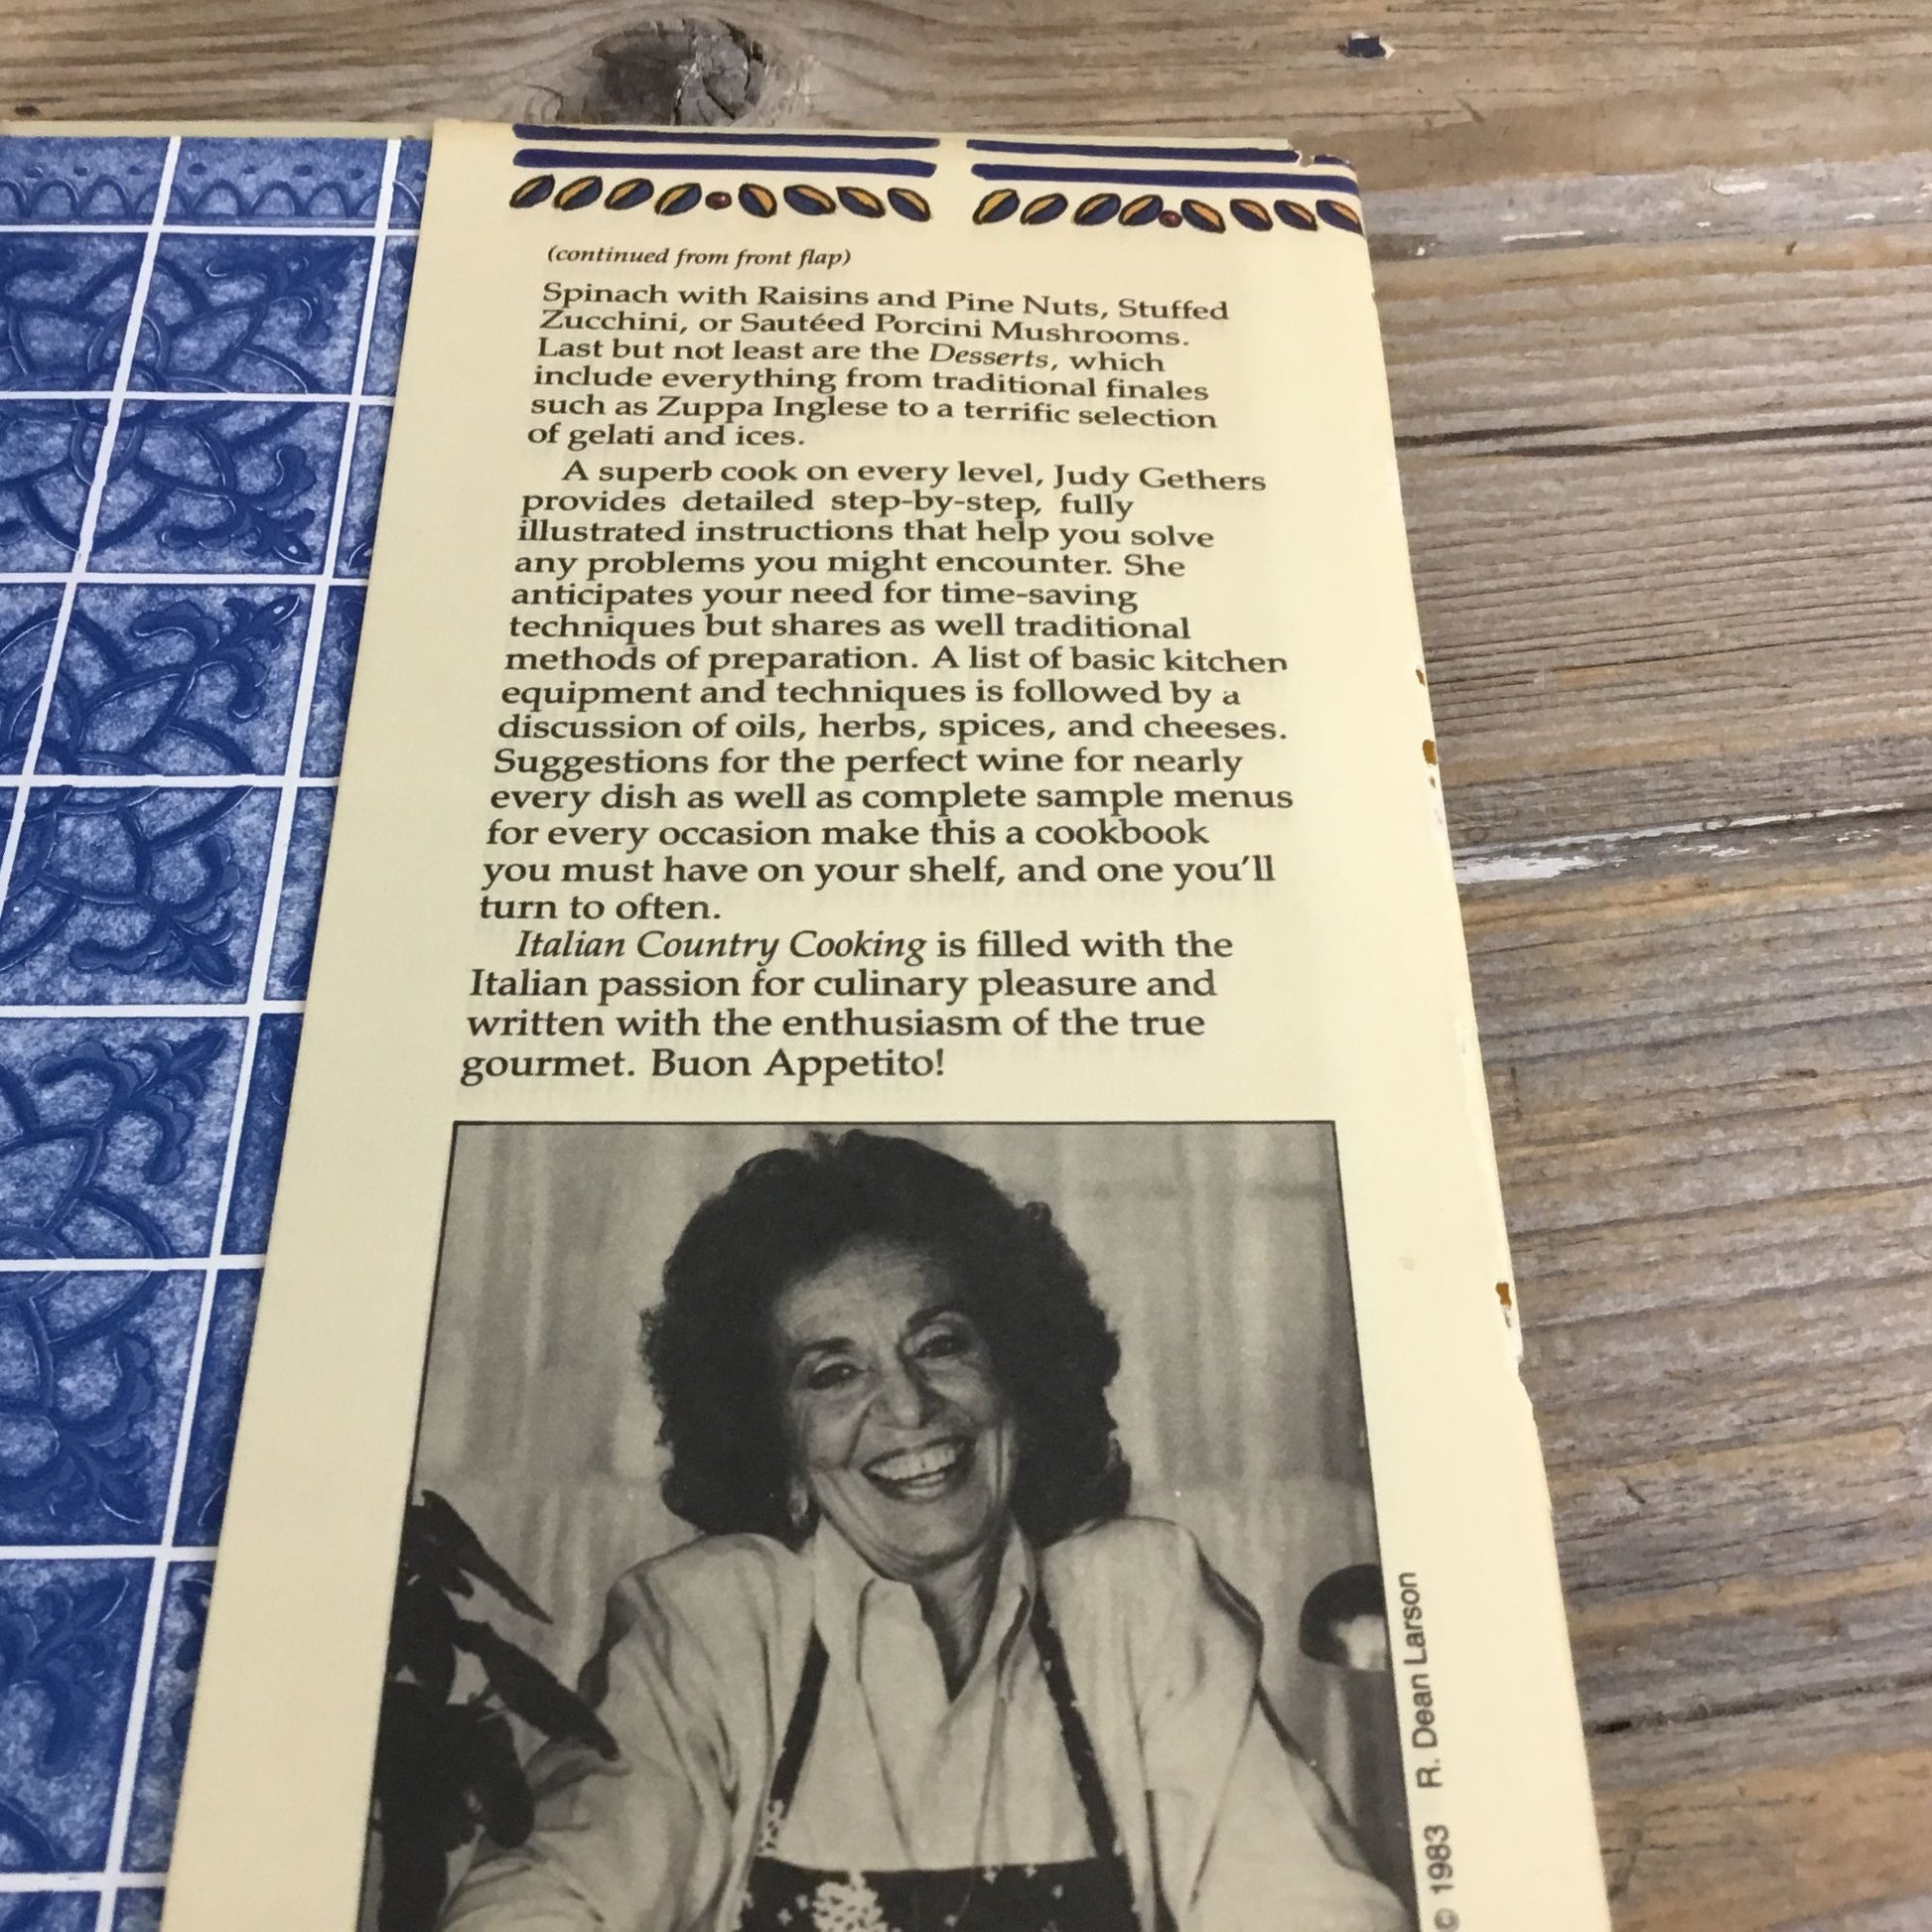 (continued from front flap)
Spinach with Raisins and Pine Nuts, Stuffed
Zucchini, or Sautéed Porcini Mushrooms.
Last but not least are the Desserts, which
include everything from traditional finales
such as Zuppa Inglese to a terrific selection
of gelati and ices.
A superb cook on every level, Judy Gethers
provides detailed step-by-step, fully
illustrated instructions that help you solve
any problems you might encounter. She
anticipates your need for time-saving
techniques but shares as well traditional
methods of preparation. A list of basic kitchen
equipment and techniques is followed by a
discussion of oils, herbs, spices, and cheeses.
Suggestions for the perfect wine for nearly
every dish as well as complete sample menus
for every occasion make this a cookbook
you must have on your shelf, and one you'll
turn to often.
Italian Country Cooking is filled with the
Italian passion for culinary pleasure and
written with the enthusiasm of the true
gourmet. Buon Appetito!
© 1983 R. Dean Larson